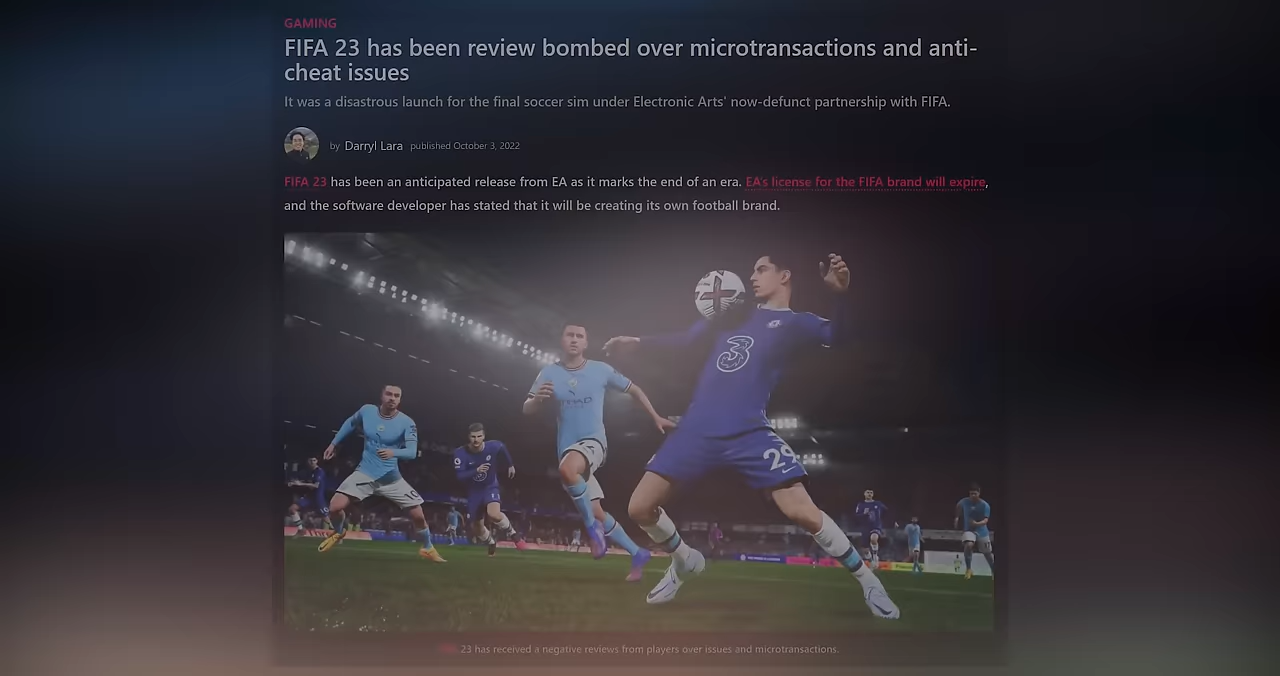 GAMING
FIFA 23 has been review bombed over microtransactions and anti-
cheat issues
It was a disastrous launch for the final soccer sim under Electronic Arts' now-defunct partnership with FIFA.
by Darryl Lara published October 3, 2022
FIFA 23 has been an anticipated release from EA as it marks the end of an era. EA's license for the FIFA brand will expire,
and the software developer has stated that it will be creating its own football brand.
3
29
23 has received a negative reviews from players over issues and microtransactions.